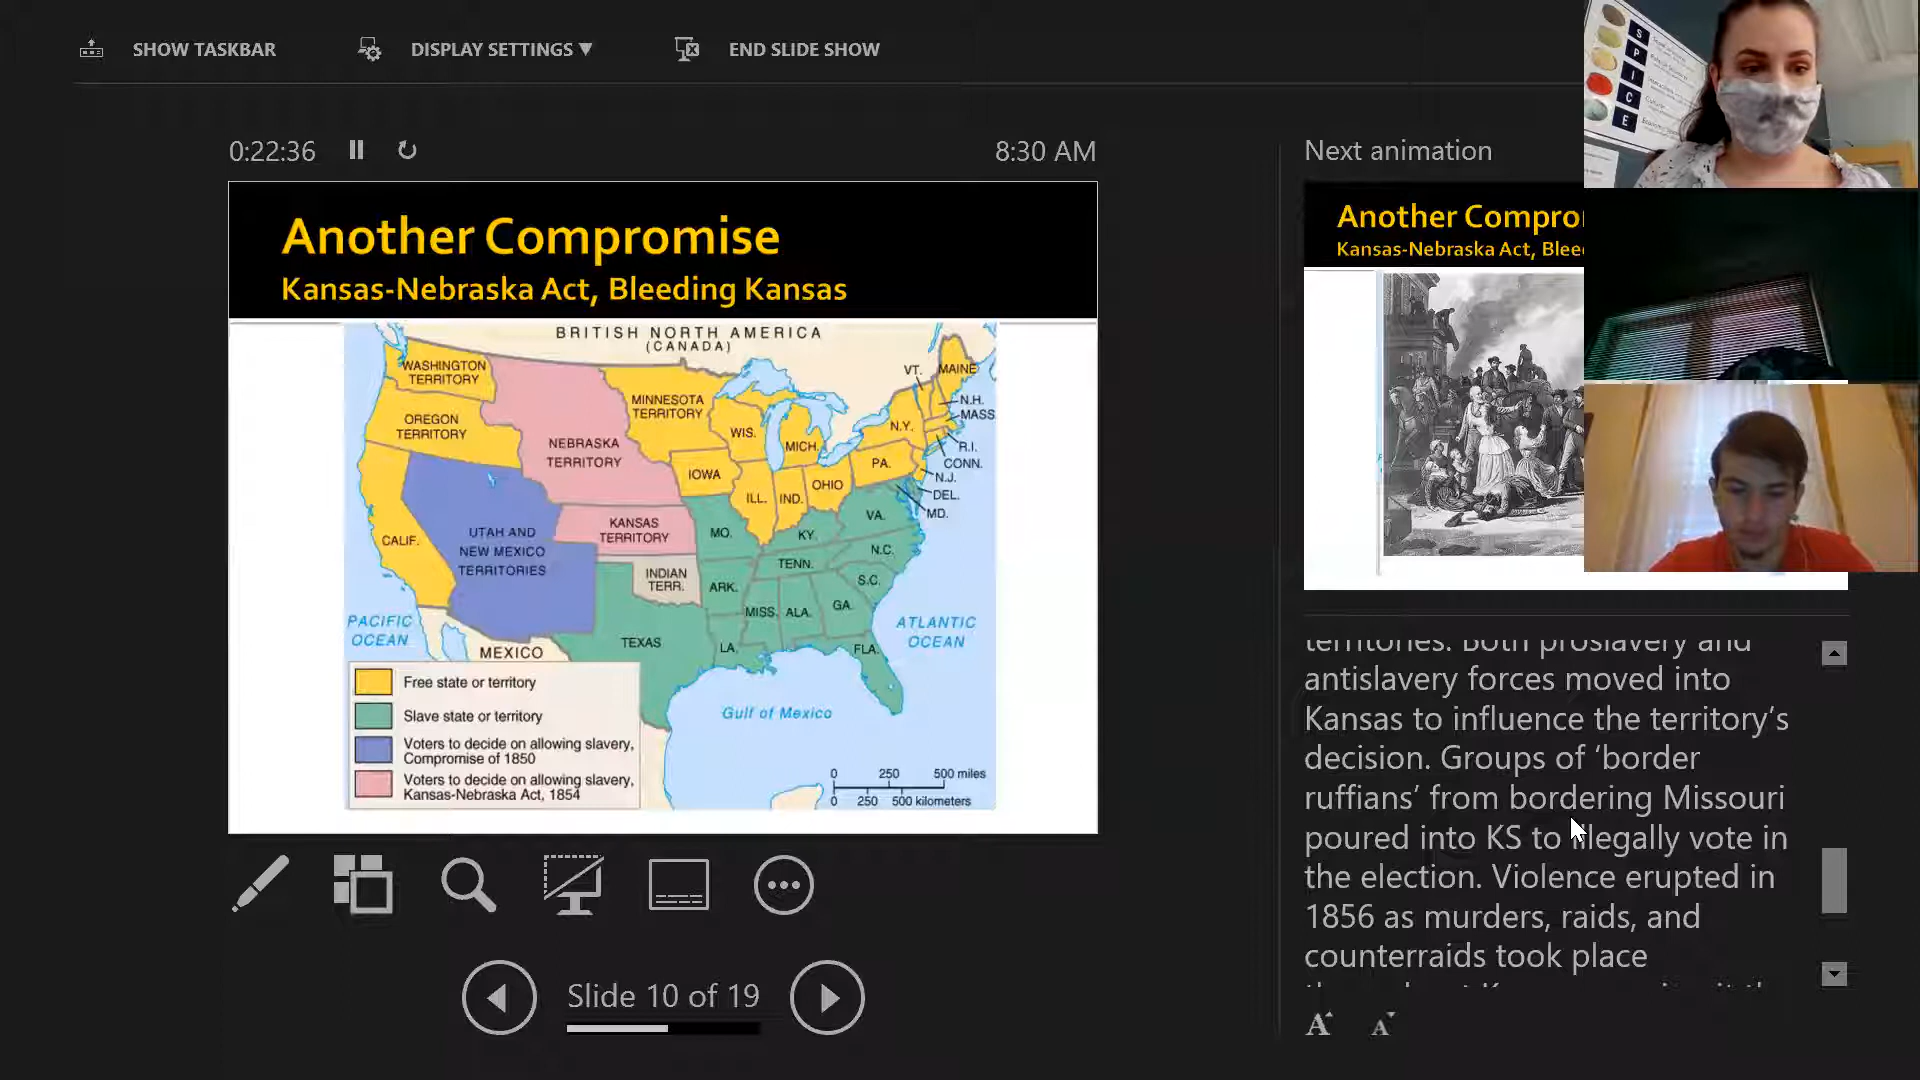 SHOW TASKBAR
DISPLAY SETTINGS ▼
END SLIDE SHOW
0:22:36
8:30 AM
Another Compromise
Kansas-Nebraska Act, Bleeding Kansas
BRITISH NORTH AMERICA
(CANADA)
WASHINGTON
TERRITORY
OREGON
TERRITORY
NEBRASKA
TERRITORY
MINNESOTA
TERRITORY
WIS.
MICH.
IOWA
ILL.
IND.
OHIO
PA.
N.Y.
VT.
MAINE
N.H.
MASS
R.I.
CONN.
N.J.
DEL.
MD.
CALIF.
UTAH AND
NEW MEXICO
TERRITORIES
KANSAS
TERRITORY
INDIAN
TERR.
MO.
KY.
VA.
N.C.
TENN.
S.C.
ARK.
MISS.
ALA.
GA.
LA.
FLA.
TEXAS
MEXICO
PACIFIC
OCEAN
ATLANTIC
OCEAN
Gulf of Mexico
Free state or territory
Slave state or territory
Voters to decide on allowing slavery,
Compromise of 1850
Voters to decide on allowing slavery,
Kansas-Nebraska Act, 1854
0 250 500 miles
0 250 500 kilometers
Slide 10 of 19
Next animation
Another Compro
Kansas-Nebraska Act, Blee
S
P
I
C
E
territories. Both proslavery and
antislavery forces moved into
Kansas to influence the territory's
decision. Groups of 'border
ruffians' from bordering Missouri
poured into KS to illegally vote in
the election. Violence erupted in
1856 as murders, raids, and
counterraids took place
A A